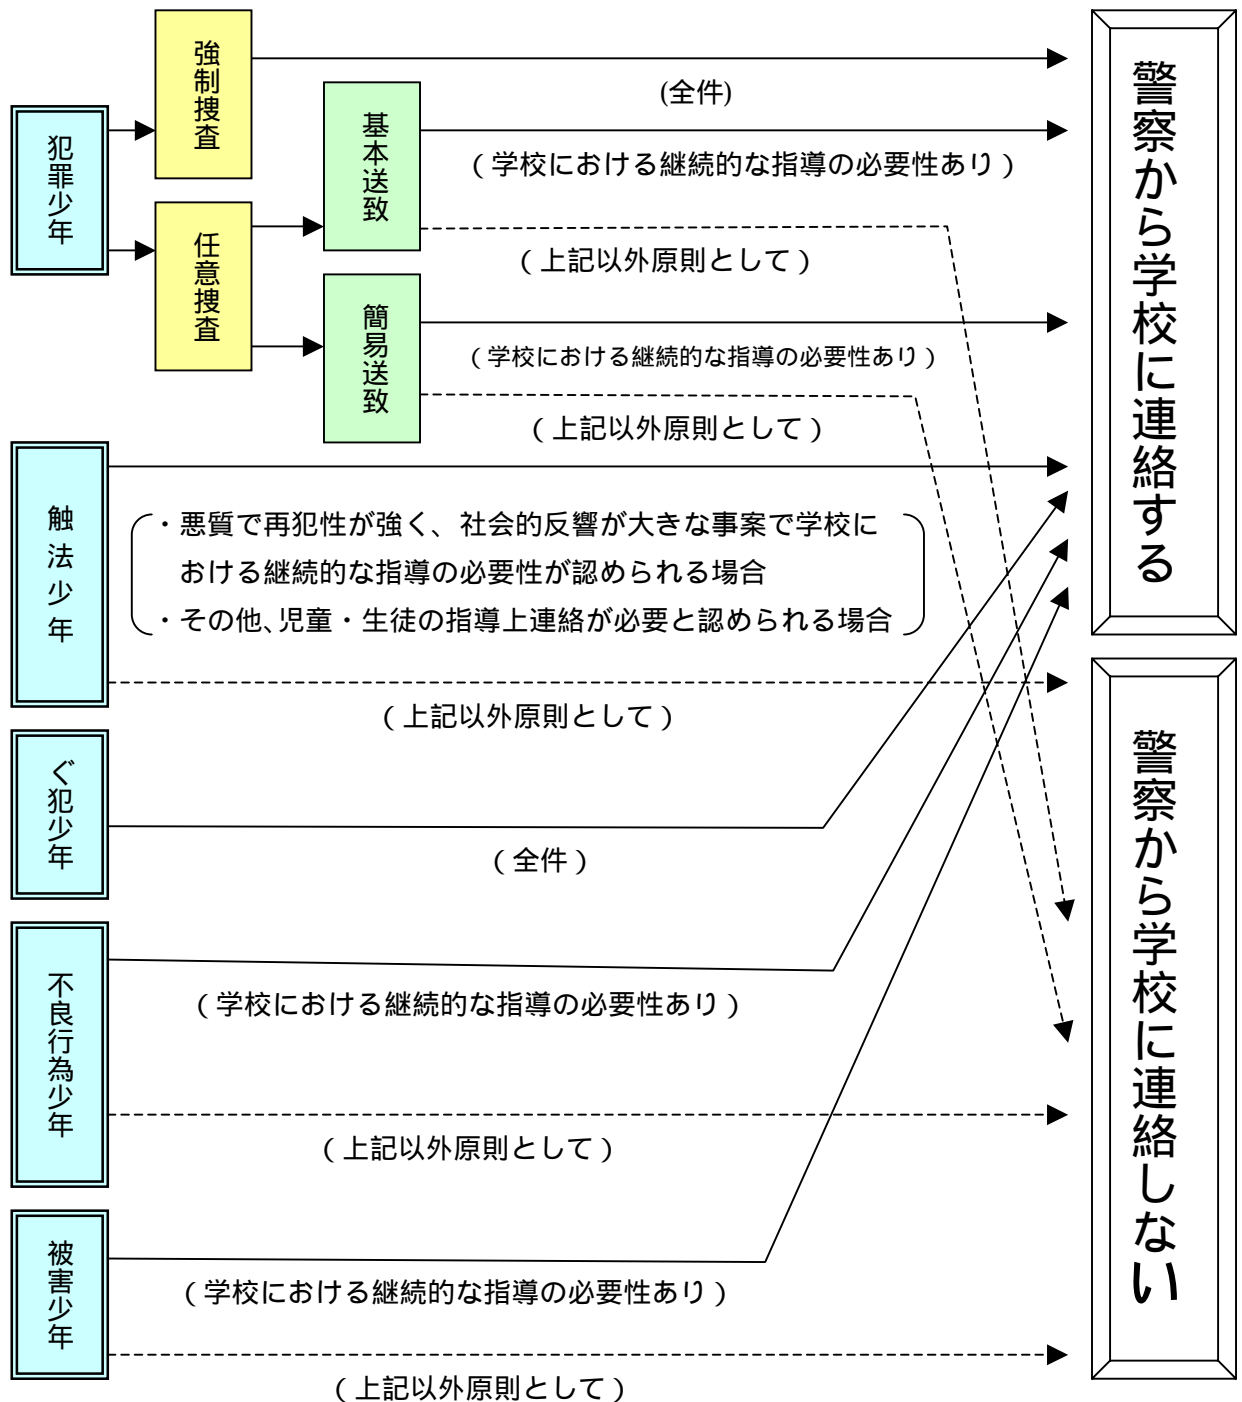 犯罪少年
強制捜査
(全件)
任意捜査
基本送致
（学校における継続的な指導の必要性あり）
（上記以外原則として）
簡易送致
（学校における継続的な指導の必要性あり）
（上記以外原則として）
触法少年
・悪質で再犯性が強く、社会的反響が大きな事案で学校に
おける継続的な指導の必要性が認められる場合
・その他、児童・生徒の指導上連絡が必要と認められる場合
（上記以外原則として）
ぐ犯少年
（全件）
不良行為少年
（学校における継続的な指導の必要性あり）
（上記以外原則として）
被害少年
（学校における継続的な指導の必要性あり）
（上記以外原則として）
警察から学校に連絡する
警察から学校に連絡しない